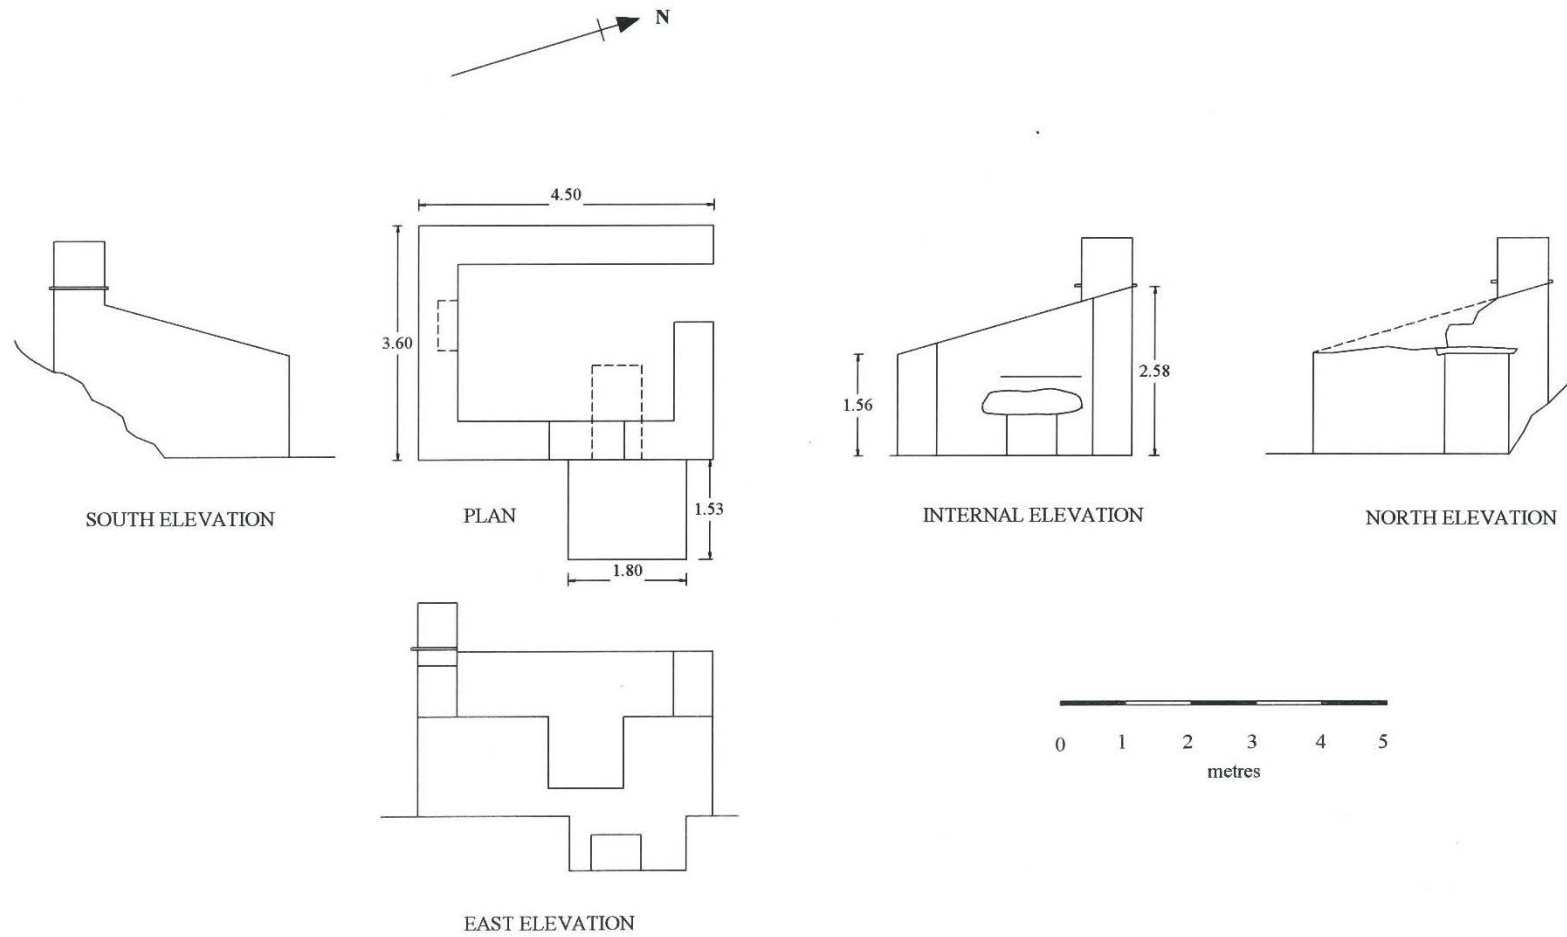 N
4.50
3.60
1.56
2.58
SOUTH ELEVATION
PLAN
1.53
INTERNAL ELEVATION
NORTH ELEVATION
1.80
0 1 2 3 4 5
metres
EAST ELEVATION